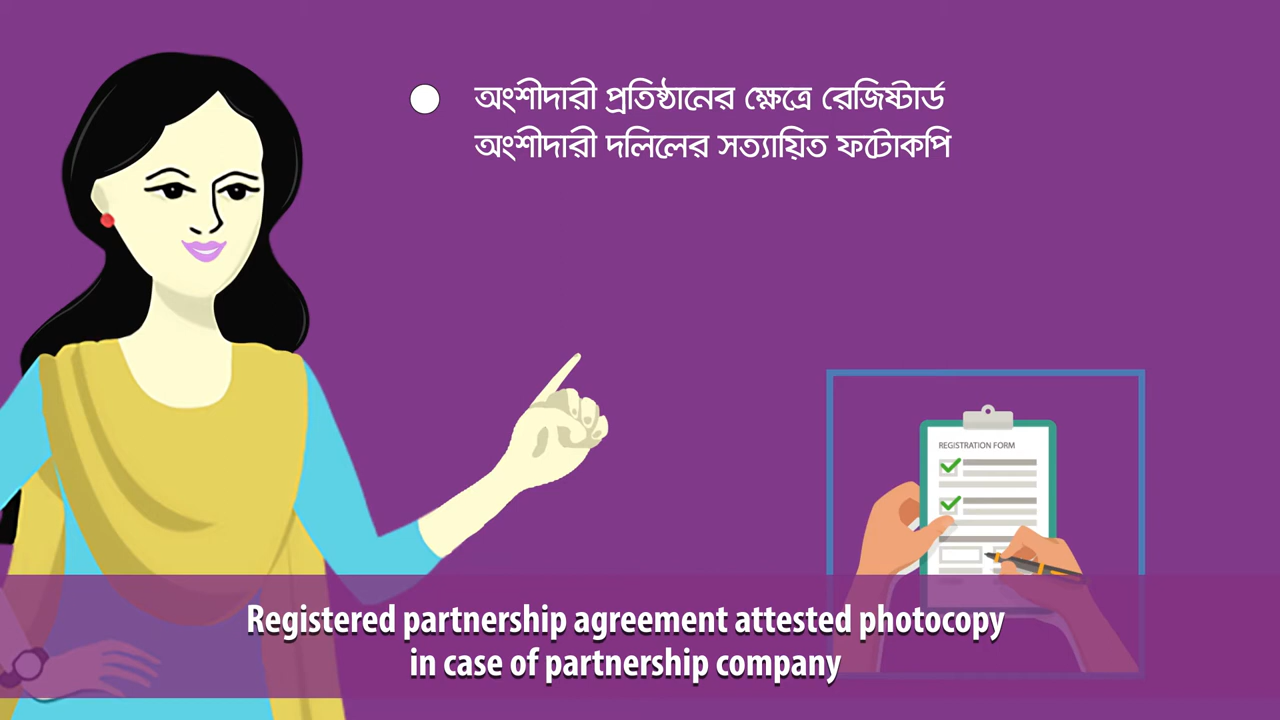 অংশীদারী প্রতিষ্ঠানের ক্ষেত্রে রেজিষ্টার্ড
অংশীদারী দলিলের সত্যায়িত ফটোকপি
REGISTRATION FORM
Registered partnership agreement attested photocopy
in case of partnership company